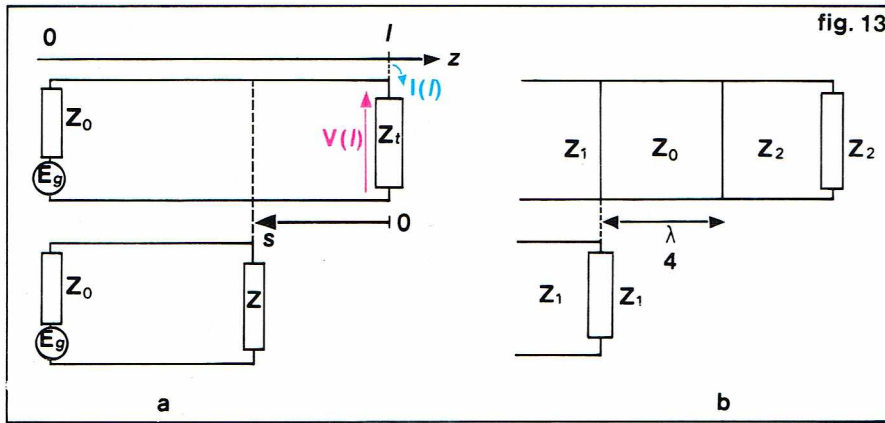 fig. 13
0 l z
I(l)
Z0
V(l) Zt
Eg
s 0
Z0 Z
Eg
a
Z1 Z0 Z2 Z2
λ
4
Z1 Z1
b